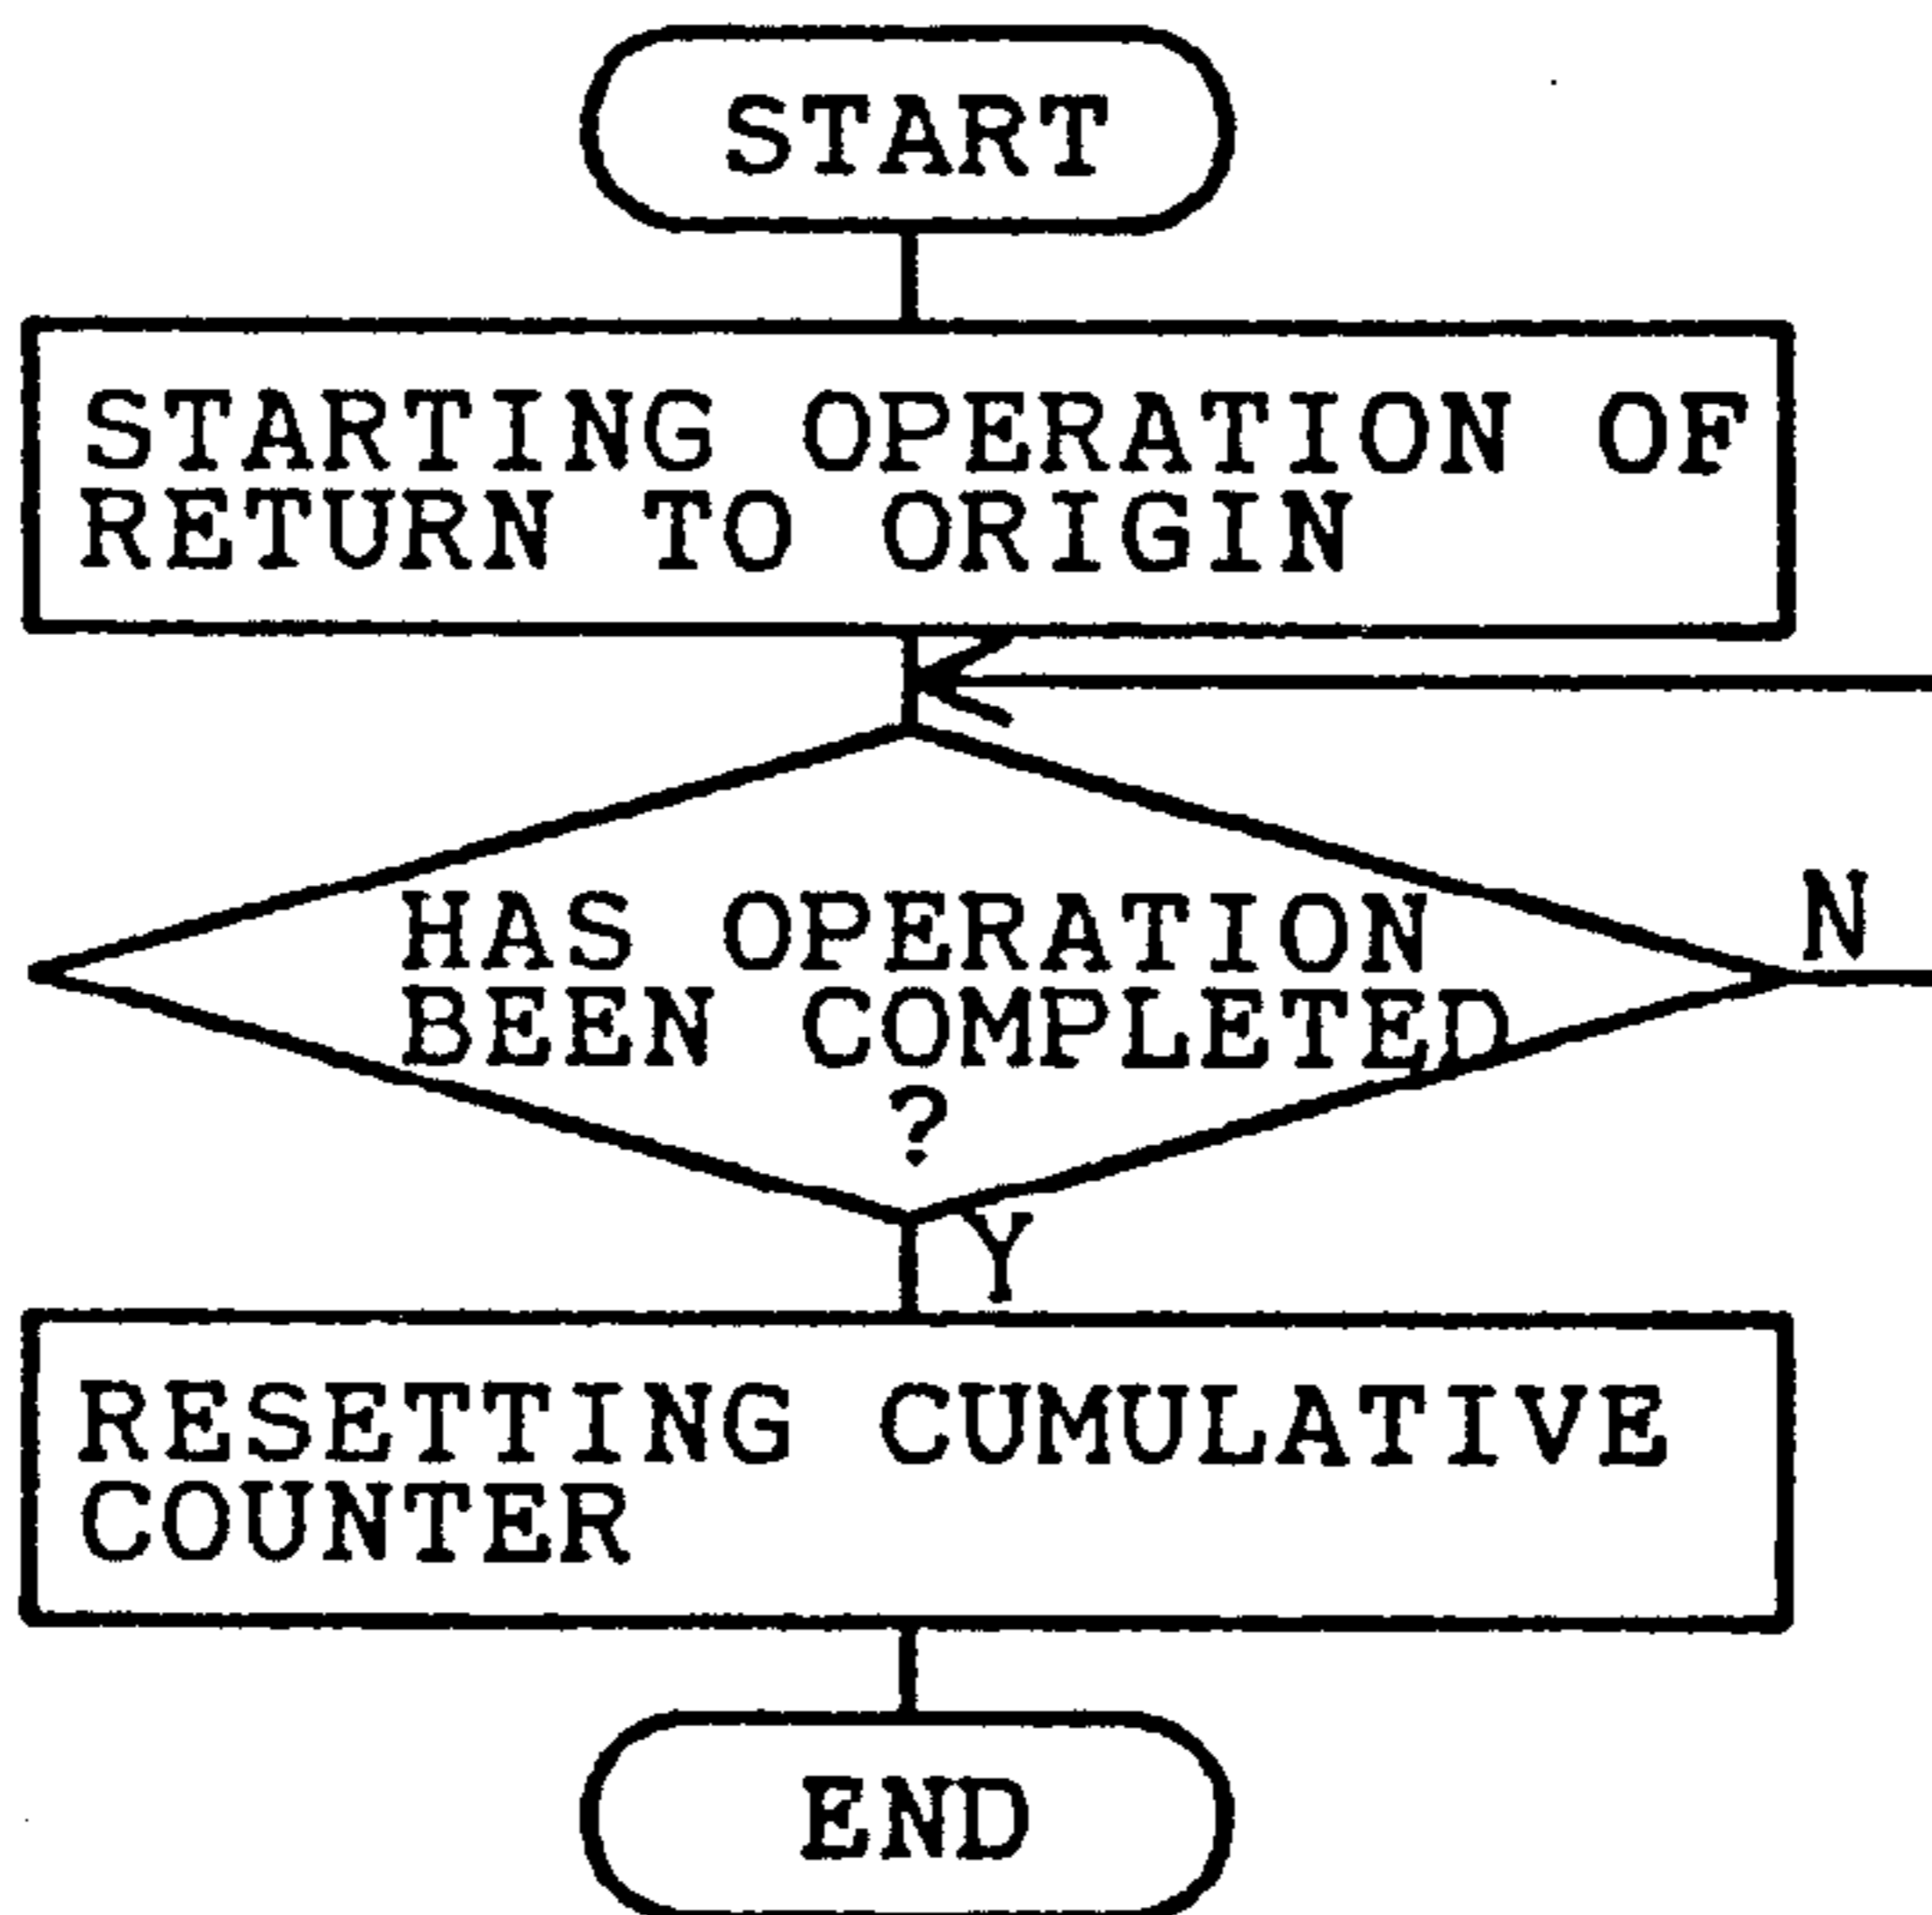 START
STARTING OPERATION OF
RETURN TO ORIGIN
HAS OPERATION
BEEN COMPLETED
?
N
Y
RESETTING CUMULATIVE
COUNTER
END